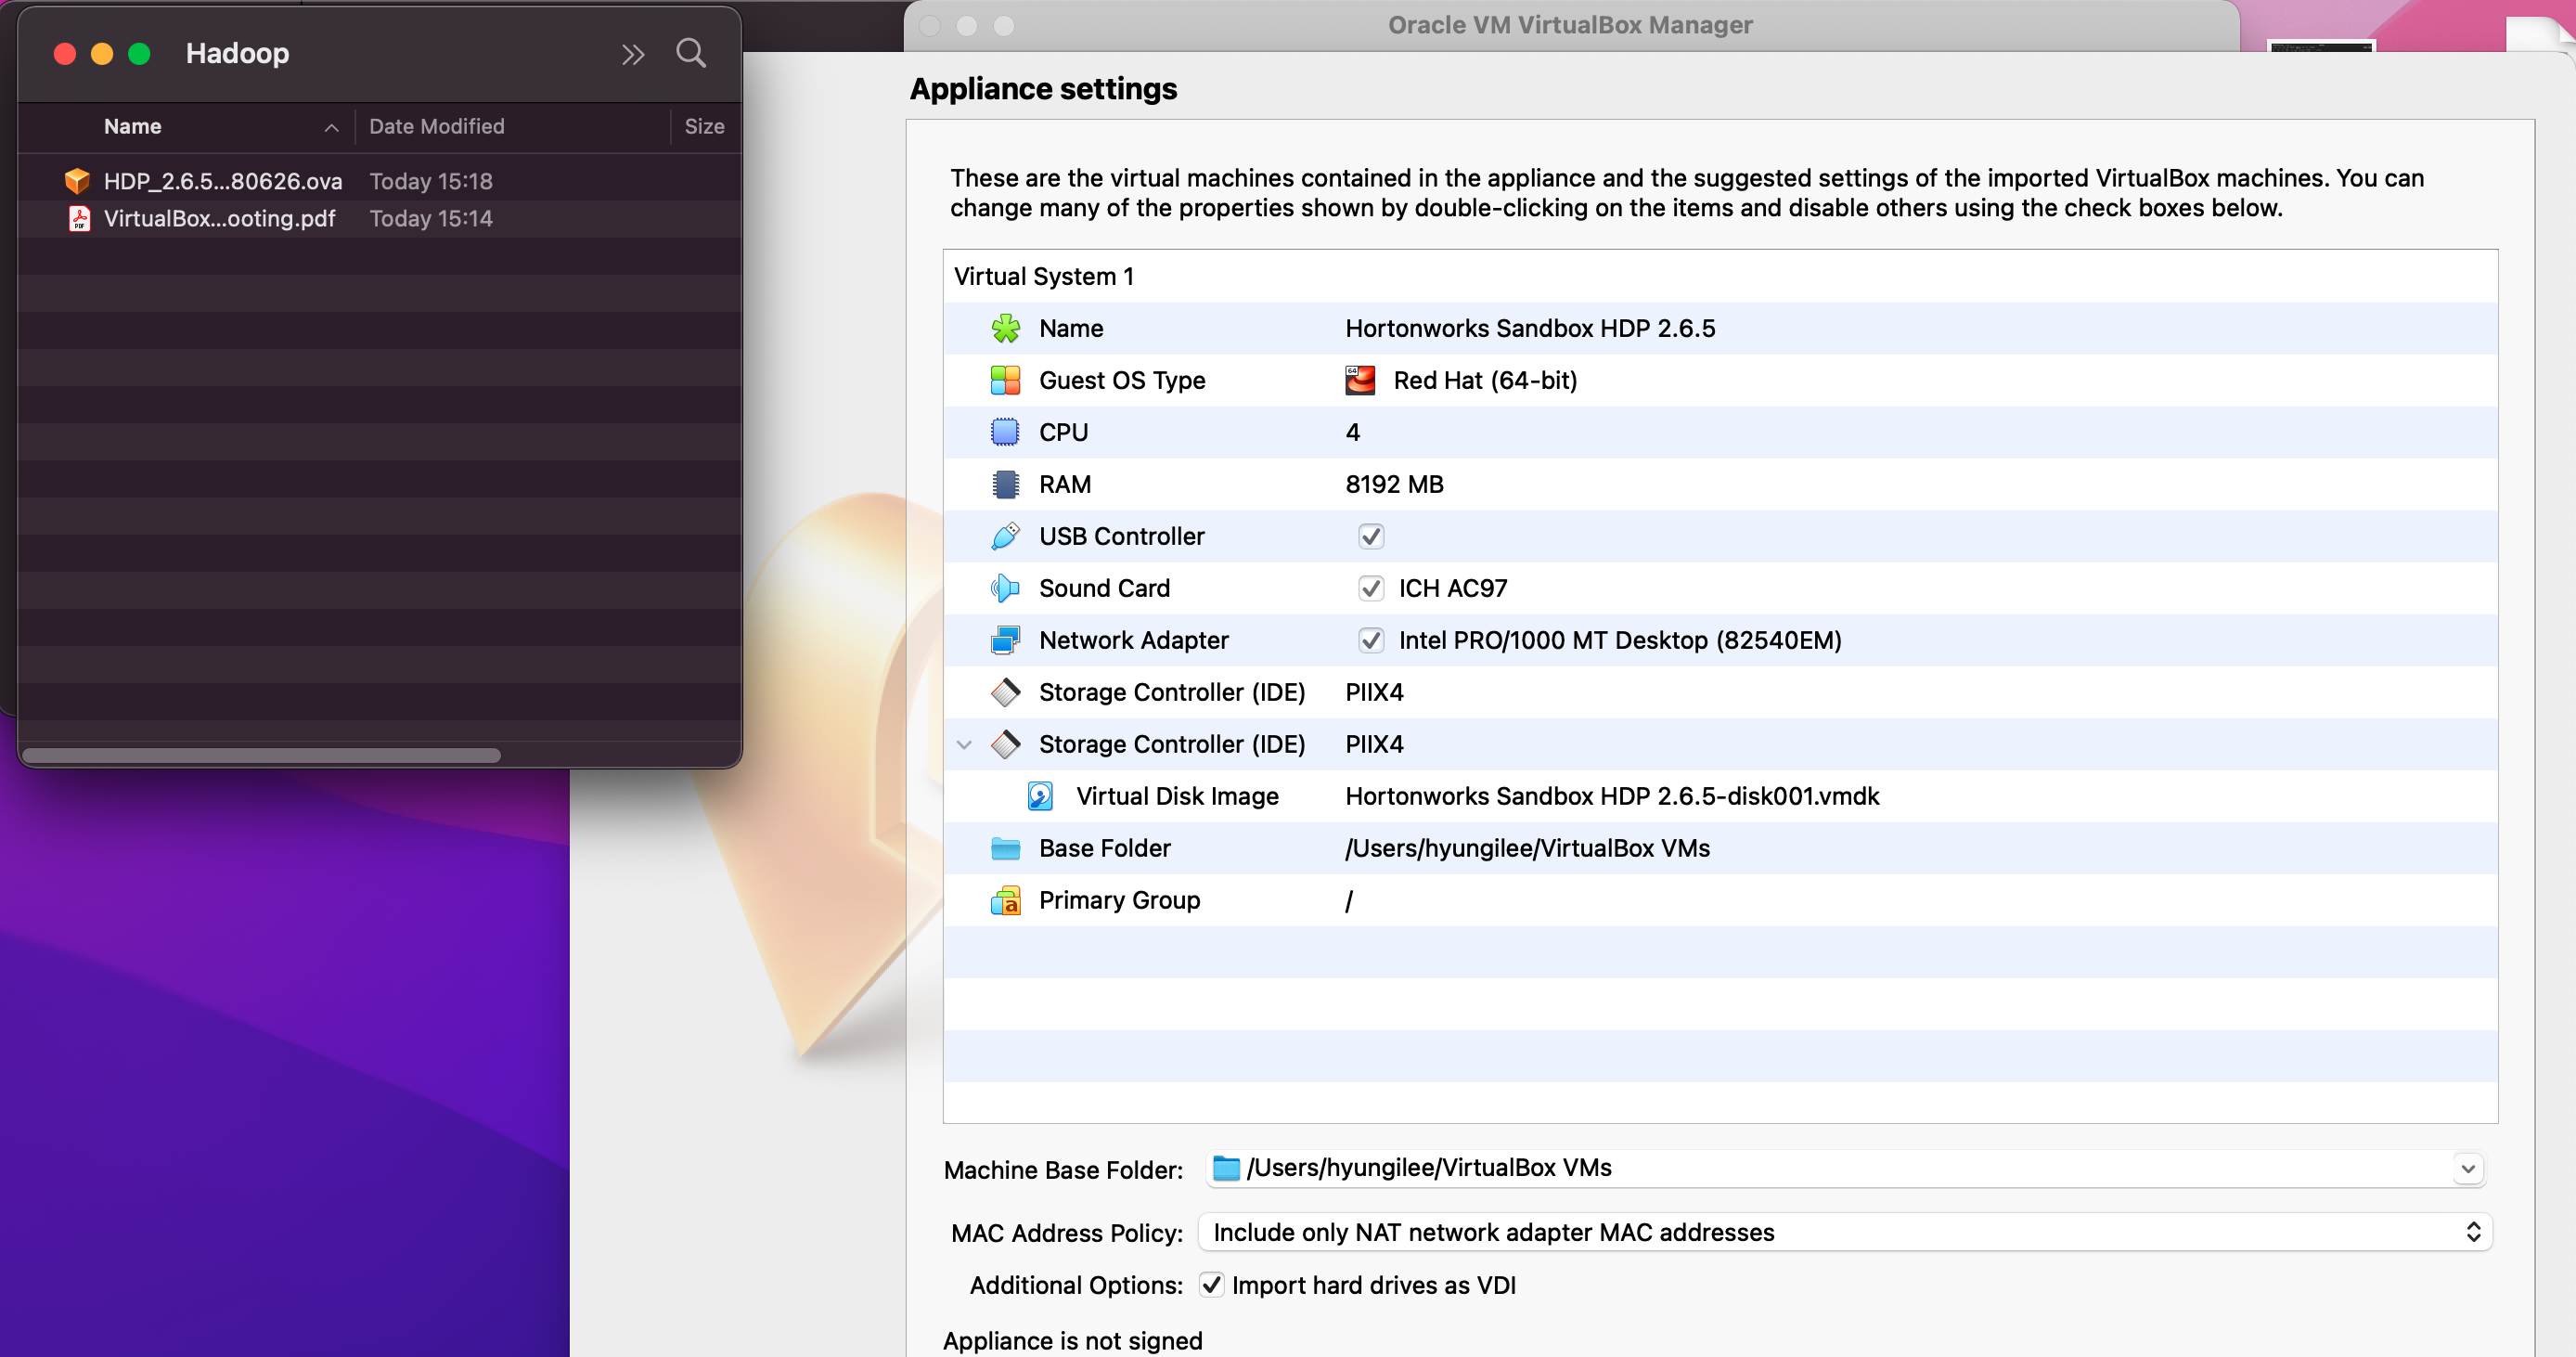 Hadoop
Name
Date Modified
Size
HDP_2.6.5...80626.ova
Today 15:18
VirtualBox...ooting.pdf
Today 15:14
Oracle VM VirtualBox Manager
Appliance settings
These are the virtual machines contained in the appliance and the suggested settings of the imported VirtualBox machines. You can
change many of the properties shown by double-clicking on the items and disable others using the check boxes below.
Virtual System 1
Name Hortonworks Sandbox HDP 2.6.5
Guest OS Type Red Hat (64-bit)
CPU 4
RAM 8192 MB
USB Controller
Sound Card ICH AC97
Network Adapter Intel PRO/1000 MT Desktop (82540EM)
Storage Controller (IDE) PIIX4
Storage Controller (IDE) PIIX4
Virtual Disk Image Hortonworks Sandbox HDP 2.6.5-disk001.vmdk
Base Folder /Users/hyungilee/VirtualBox VMs
Primary Group /
Machine Base Folder: /Users/hyungilee/VirtualBox VMs
MAC Address Policy: Include only NAT network adapter MAC addresses
Additional Options: Import hard drives as VDI
Appliance is not signed